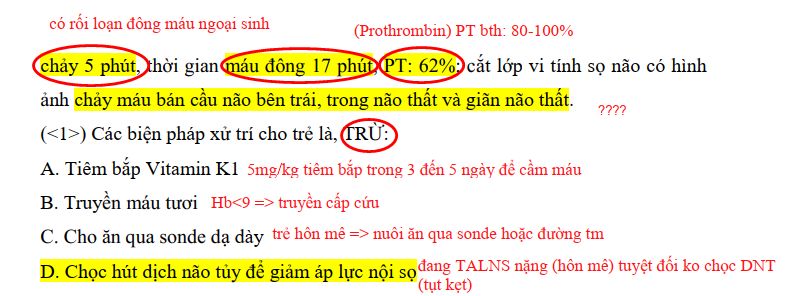 có rối loạn đông máu ngoại sinh
(Prothrombin) PT bth: 80-100%
chảy 5 phút, thời gian máu đông 17 phút, PT: 62%; cắt lớp vi tính sọ não có hình
ảnh chảy máu bán cầu não bên trái, trong não thất và giãn não thất.
????
(<1>) Các biện pháp xử trí cho trẻ là, TRỪ:
A. Tiêm bắp Vitamin K1 5mg/kg tiêm bắp trong 3 đến 5 ngày để cầm máu
B. Truyền máu tươi Hb<9 => truyền cấp cứu
C. Cho ăn qua sonde dạ dày trẻ hôn mê => nuôi ăn qua sonde hoặc đường tm
D. Chọc hút dịch não tủy để giảm áp lực nội sọ đang TALNS nặng (hôn mê) tuyệt đối ko chọc DNT
(tụt kẹt)